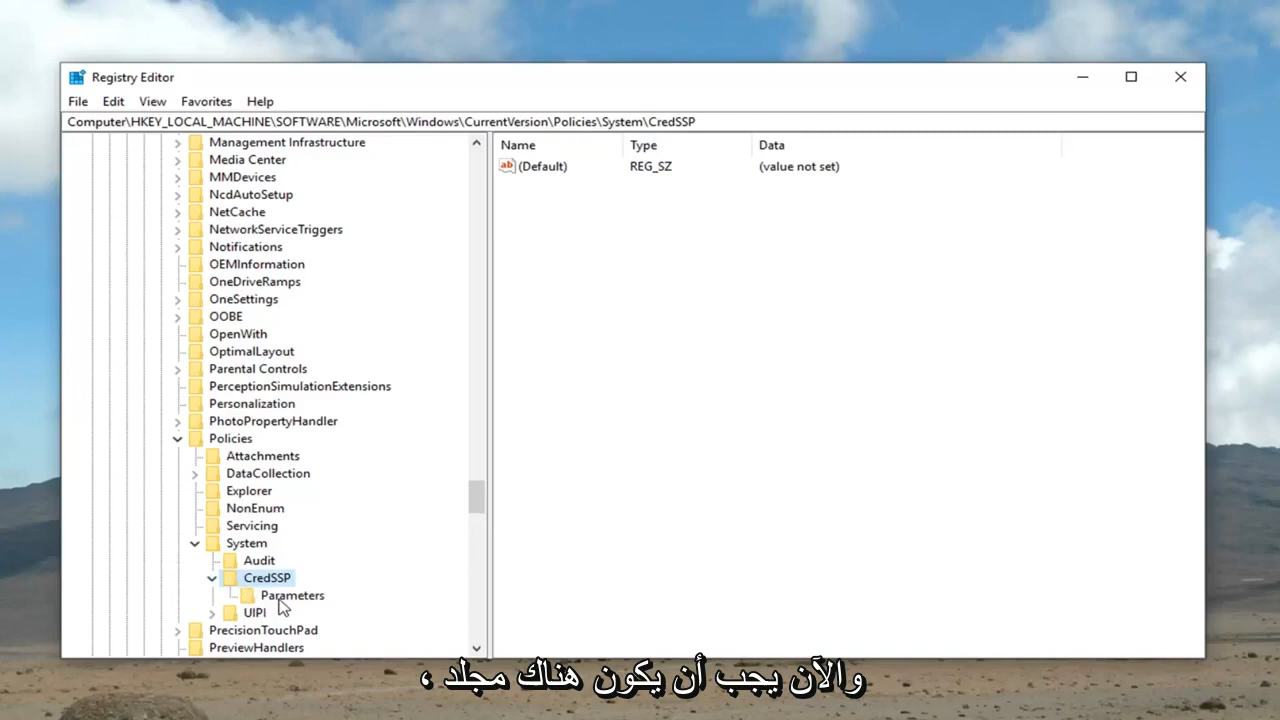 Registry Editor
File Edit View Favorites Help
Computer\HKEY_LOCAL_MACHINE\SOFTWARE\Microsoft\Windows\CurrentVersion\Policies\System\CredSSP
Management Infrastructure
Media Center
MMDevices
NcdAutoSetup
NetCache
NetworkServiceTriggers
Notifications
OEMInformation
OneDriveRamps
OneSettings
OOBE
OpenWith
OptimalLayout
Parental Controls
PerceptionSimulationExtensions
Personalization
PhotoPropertyHandler
Policies
Attachments
DataCollection
Explorer
NonEnum
Servicing
System
Audit
CredSSP
Parameters
UIPI
PrecisionTouchPad
PreviewHandlers
Name Type Data
ab (Default) REG_SZ (value not set)
والآن يجب أن يكون هناك مجلد ،